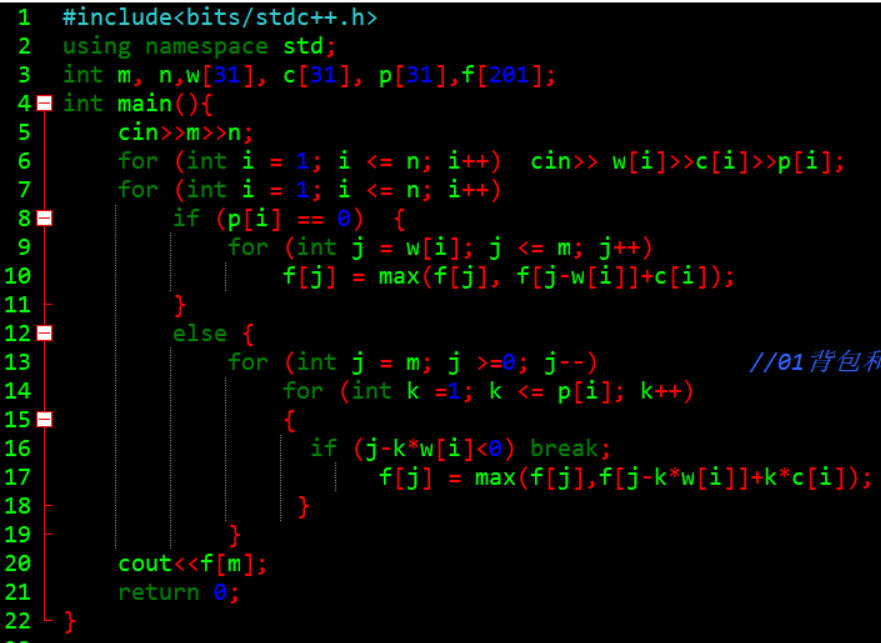 1 #include<bits/stdc++.h>
2 using namespace std;
3 int m, n,w[31], c[31], p[31],f[201];
4 int main(){
5 cin>>m>>n;
6 for (int i = 1; i <= n; i++) cin>> w[i]>>c[i]>>p[i];
7 for (int i = 1; i <= n; i++)
8 if (p[i] == 0) {
9 for (int j = w[i]; j <= m; j++)
10 f[j] = max(f[j], f[j-w[i]]+c[i]);
11 }
12 else {
13 for (int j = m; j >=0; j--) //01背包和
14 for (int k =1; k <= p[i]; k++)
15 {
16 if (j-k*w[i]<0) break;
17 f[j] = max(f[j],f[j-k*w[i]]+k*c[i]);
18 }
19 }
20 cout<<f[m];
21 return 0;
22 }